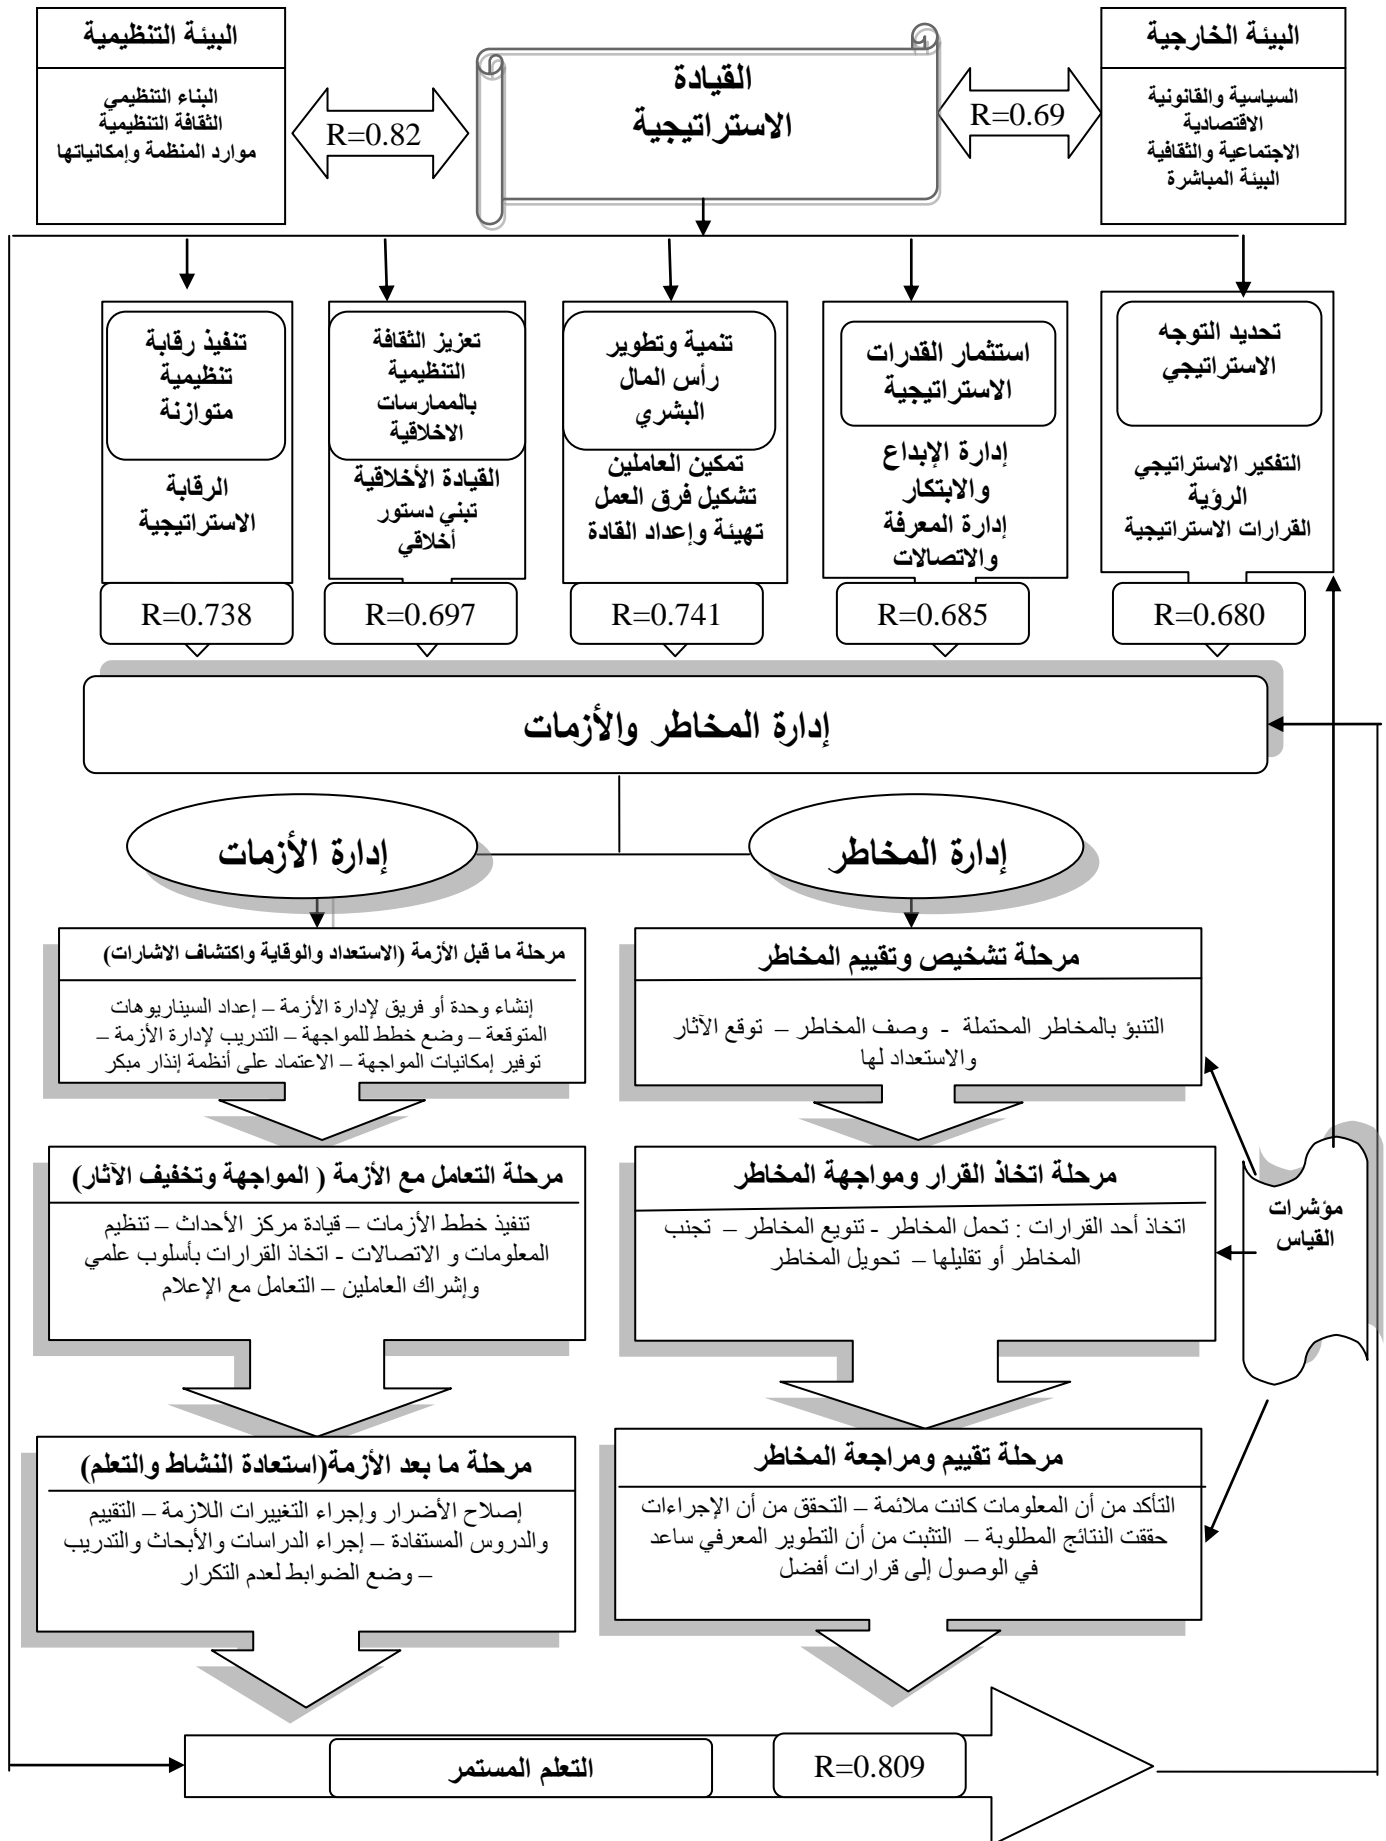 البيئة الخارجية
السياسية والقانونية
الاقتصادية
الاجتماعية والثقافية
البيئة المباشرة
R=0.69
القيادة
الاستراتيجية
R=0.82
البيئة التنظيمية
البناء التنظيمي
الثقافة التنظيمية
موارد المنظمة وإمكانياتها
تحديد التوجه
الاستراتيجي
التفكير الاستراتيجي
الرؤية
القرارات الاستراتيجية
R=0.680
استثمار القدرات
الاستراتيجية
إدارة الإبداع
والابتكار
إدارة المعرفة
والاتصالات
R=0.685
تنمية وتطوير
رأس المال
البشري
تمكين العاملين
تشكيل فرق العمل
تهيئة وإعداد القادة
R=0.741
تعزيز الثقافة
التنظيمية
بالممارسات
الاخلاقية
القيادة الأخلاقية
تبني دستور
أخلاقي
R=0.697
تنفيذ رقابة
تنظيمية
متوازنة
الرقابة
الاستراتيجية
R=0.738
إدارة المخاطر والأزمات
إدارة المخاطر
إدارة الأزمات
مرحلة تشخيص وتقييم المخاطر
التنبؤ بالمخاطر المحتملة - وصف المخاطر – توقع الآثار
والاستعداد لها
مرحلة ما قبل الأزمة (الاستعداد والوقاية واكتشاف الاشارات)
إنشاء وحدة أو فريق لإدارة الأزمة – إعداد السيناريوهات
المتوقعة – وضع خطط للمواجهة – التدريب لإدارة الأزمة –
توفير إمكانيات المواجهة – الاعتماد على أنظمة إنذار مبكر
مرحلة اتخاذ القرار ومواجهة المخاطر
اتخاذ أحد القرارات : تحمل المخاطر - تنويع المخاطر – تجنب
المخاطر أو تقليلها – تحويل المخاطر
مرحلة التعامل مع الأزمة ( المواجهة وتخفيف الآثار)
تنفيذ خطط الأزمات – قيادة مركز الأحداث – تنظيم
المعلومات و الاتصالات - اتخاذ القرارات بأسلوب علمي
وإشراك العاملين – التعامل مع الإعلام
مؤشرات
القياس
مرحلة تقييم ومراجعة المخاطر
التأكد من أن المعلومات كانت ملائمة – التحقق من أن الإجراءات
حققت النتائج المطلوبة – التثبت من أن التطوير المعرفي ساعد
في الوصول إلى قرارات أفضل
مرحلة ما بعد الأزمة(استعادة النشاط والتعلم)
إصلاح الأضرار وإجراء التغييرات اللازمة – التقييم
والدروس المستفادة – إجراء الدراسات والأبحاث والتدريب
– وضع الضوابط لعدم التكرار
التعلم المستمر
R=0.809